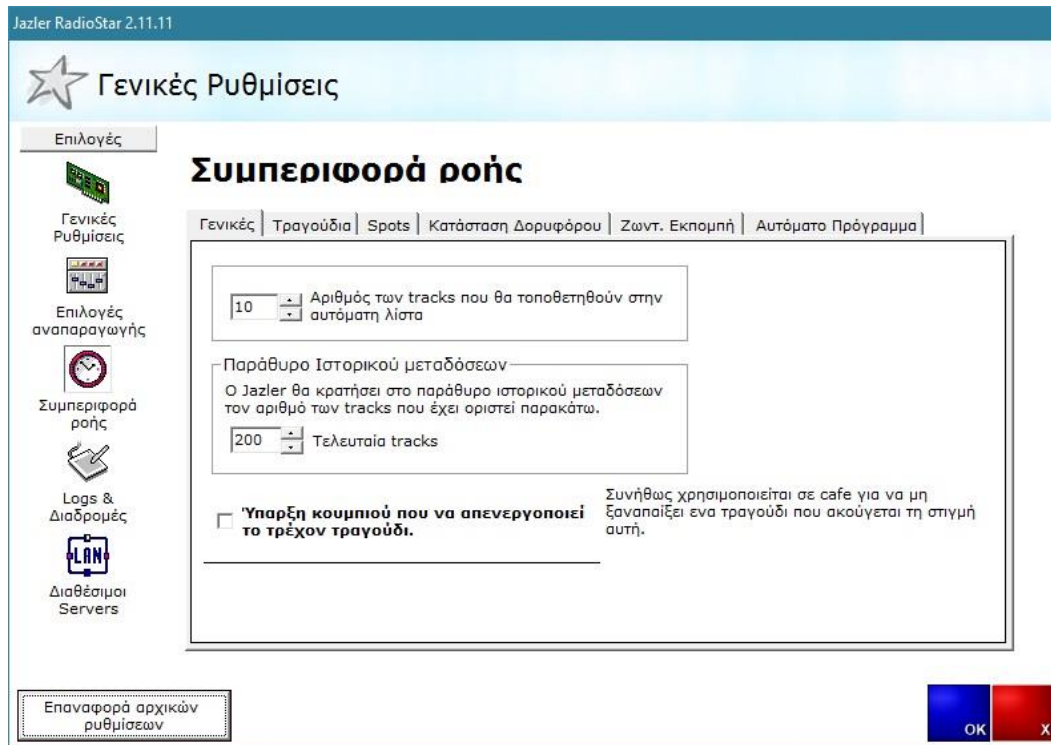 Jazler RadioStar 2.11.11
Γενικές Ρυθμίσεις
Επιλογές
Γενικές
Ρυθμίσεις
Επιλογές
αναπαραγωγής
Συμπεριφορά
ροής
Logs &
Διαδρομές
LAN
Διαθέσιμοι
Servers
Συμπεριφορά ροής
Γενικές
Τραγούδια
Spots
Κατάσταση Δορυφόρου
Ζωντ. Εκπομπή
Αυτόματο Πρόγραμμα
10
Αριθμός των tracks που θα τοποθετηθούν στην
αυτόματη λίστα
Παράθυρο Ιστορικού μεταδόσεων
Ο Jazler θα κρατήσει στο παράθυρο ιστορικού μεταδόσεων
τον αριθμό των tracks που έχει οριστεί παρακάτω.
200
Τελευταία tracks
Ύπαρξη κουμπιού που να απενεργοποιεί
το τρέχον τραγούδι.
Συνήθως χρησιμοποιείται σε cafe για να μη
ξαναπαίξει ενα τραγούδι που ακούγεται τη στιγμή
αυτή.
Επαναφορά αρχικών
ρυθμίσεων
OK
X